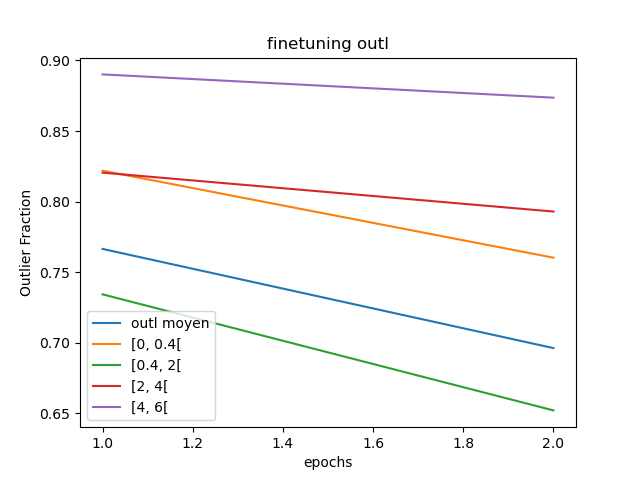 finetuning outl
Outlier Fraction
0.90
0.85
0.80
0.75
0.70
0.65
outl moyen
[0, 0.4[
[0.4, 2[
[2, 4[
[4, 6[
1.0 1.2 1.4 1.6 1.8 2.0
epochs